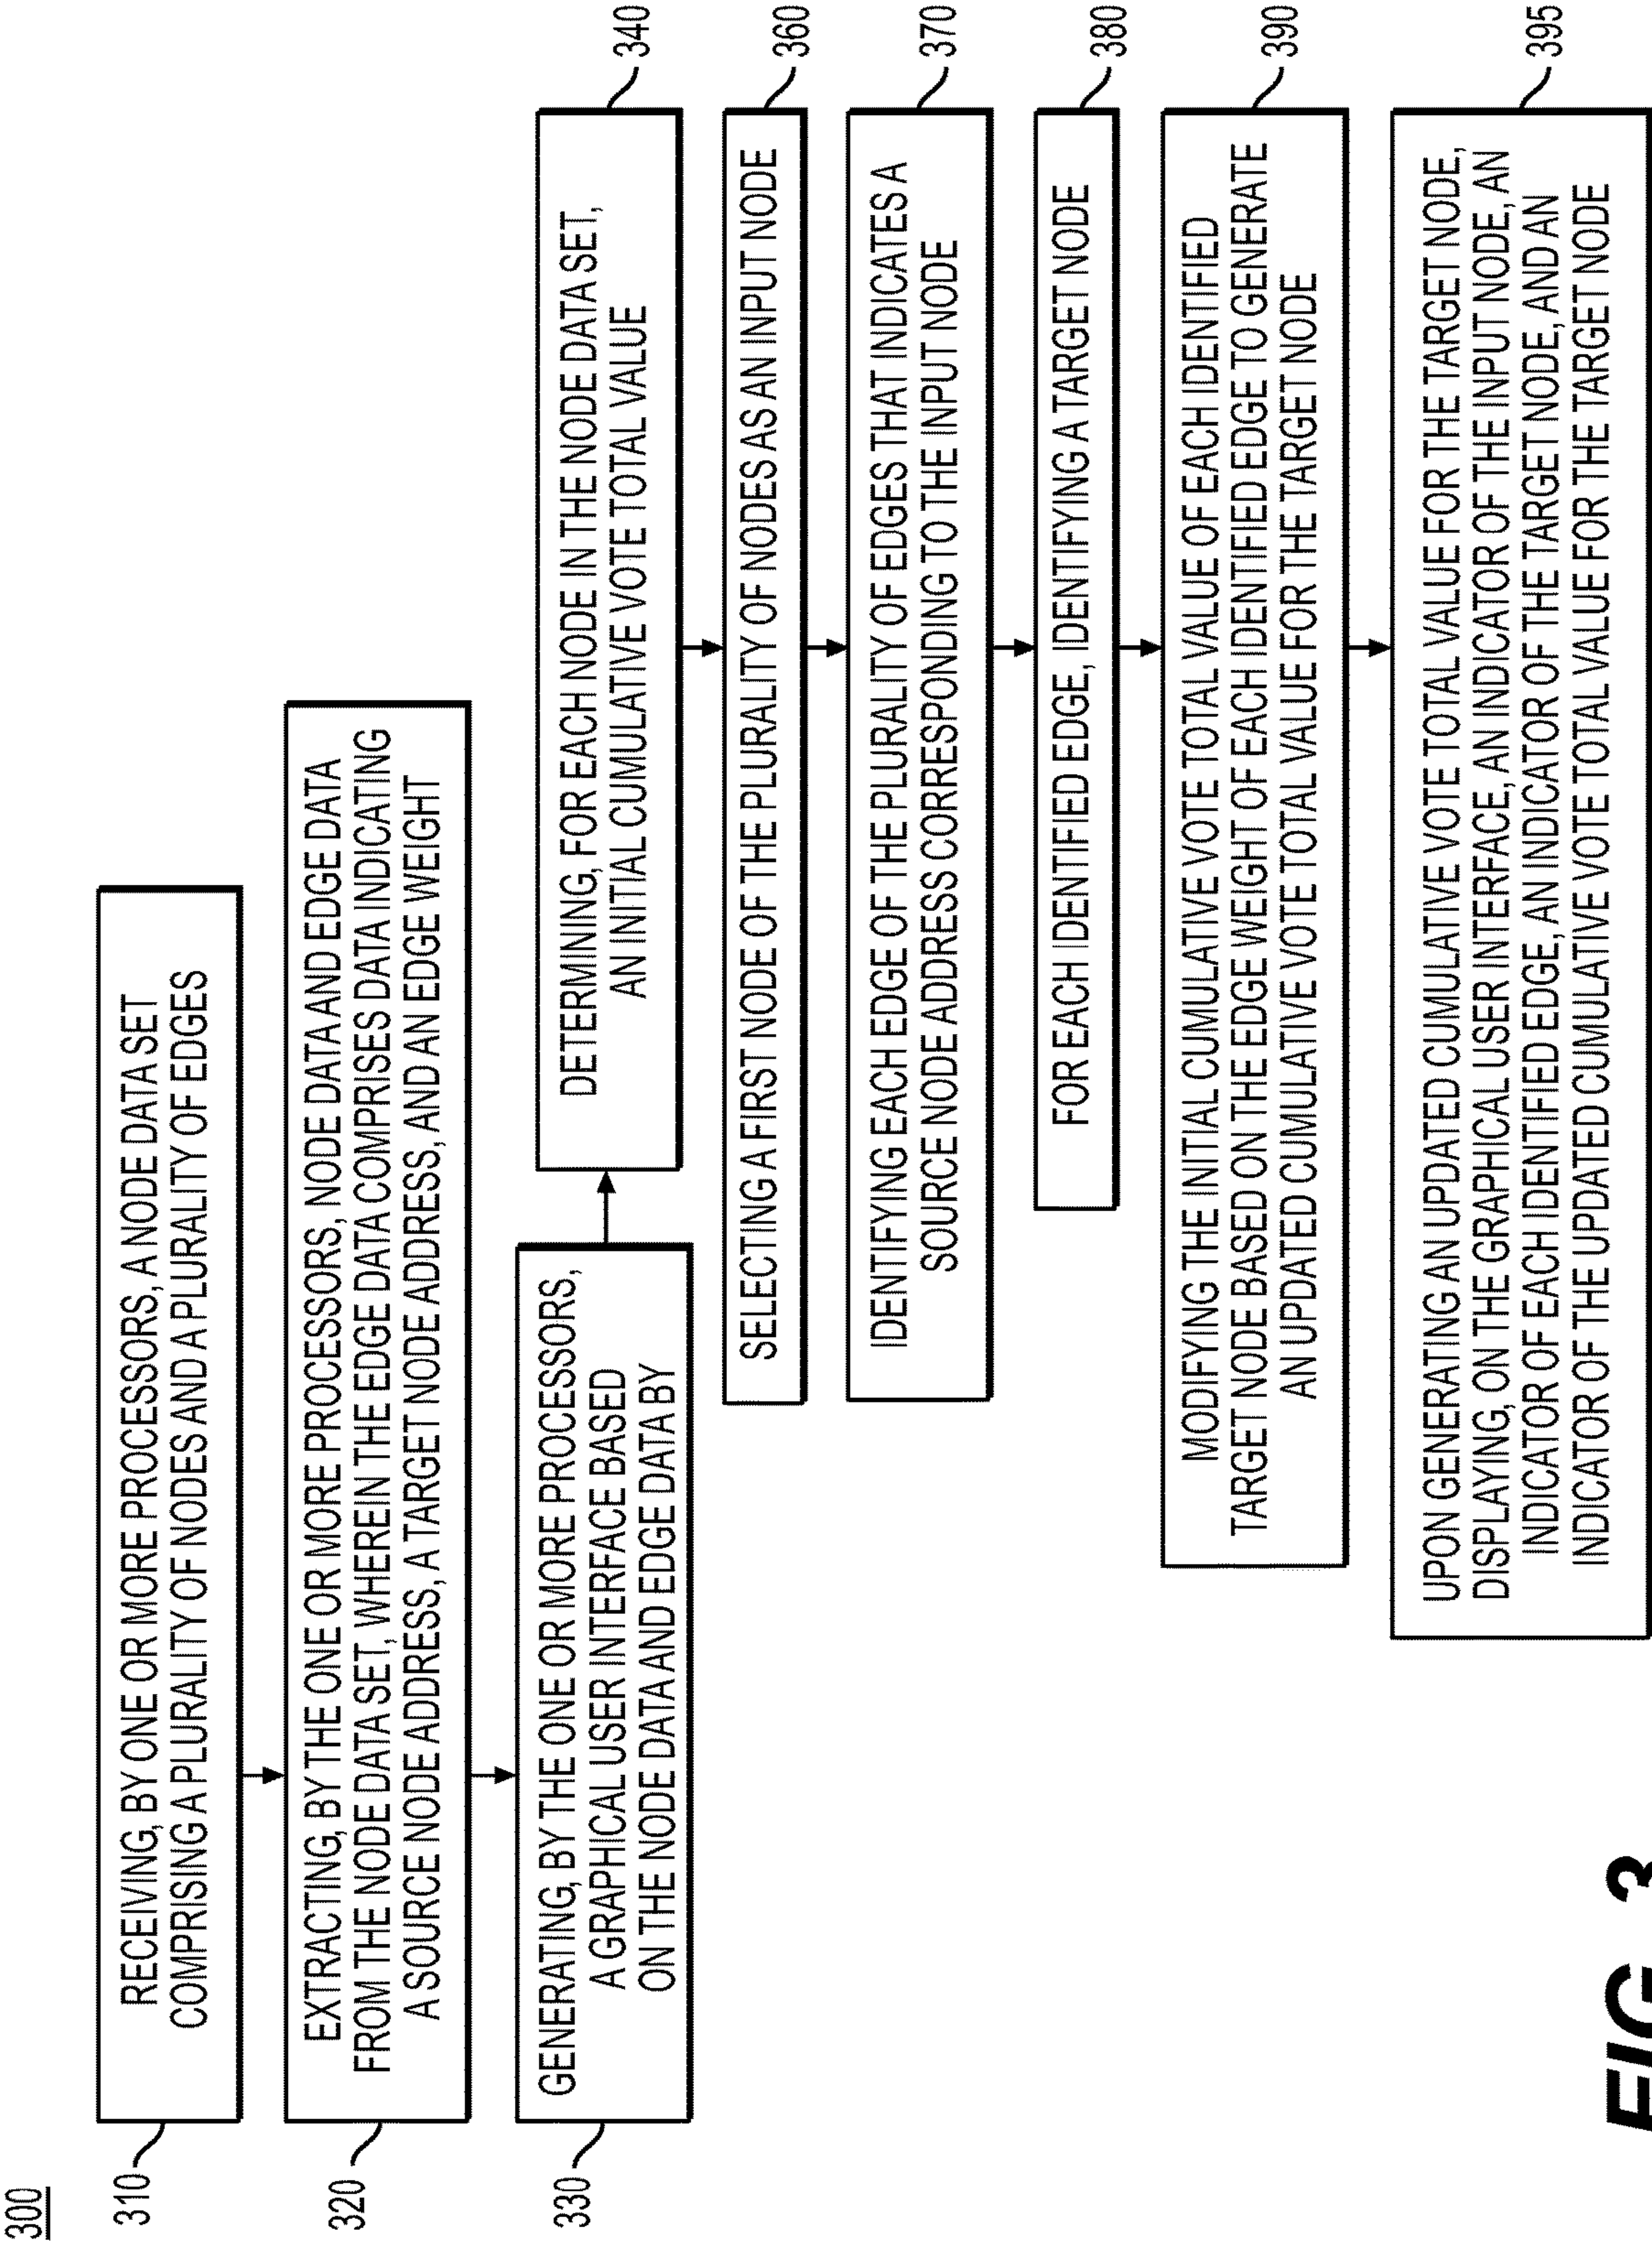 300
310
RECEIVING, BY ONE OR MORE PROCESSORS, A NODE DATA SET
COMPRISING A PLURALITY OF NODES AND A PLURALITY OF EDGES
320
EXTRACTING, BY THE ONE OR MORE PROCESSORS, NODE DATA AND EDGE DATA
FROM THE NODE DATA SET, WHEREIN THE EDGE DATA COMPRISES DATA INDICATING
A SOURCE NODE ADDRESS, A TARGET NODE ADDRESS, AND AN EDGE WEIGHT
330
GENERATING, BY THE ONE OR MORE PROCESSORS,
A GRAPHICAL USER INTERFACE BASED
ON THE NODE DATA AND EDGE DATA BY
DETERMINING, FOR EACH NODE IN THE NODE DATA SET,
AN INITIAL CUMULATIVE VOTE TOTAL VALUE
340
SELECTING A FIRST NODE OF THE PLURALITY OF NODES AS AN INPUT NODE
360
IDENTIFYING EACH EDGE OF THE PLURALITY OF EDGES THAT INDICATES A
SOURCE NODE ADDRESS CORRESPONDING TO THE INPUT NODE
370
FOR EACH IDENTIFIED EDGE, IDENTIFYING A TARGET NODE
380
MODIFYING THE INITIAL CUMULATIVE VOTE TOTAL VALUE OF EACH IDENTIFIED
TARGET NODE BASED ON THE EDGE WEIGHT OF EACH IDENTIFIED EDGE TO GENERATE
AN UPDATED CUMULATIVE VOTE TOTAL VALUE FOR THE TARGET NODE
390
UPON GENERATING AN UPDATED CUMULATIVE VOTE TOTAL VALUE FOR THE TARGET NODE,
DISPLAYING, ON THE GRAPHICAL USER INTERFACE, AN INDICATOR OF THE INPUT NODE, AN
INDICATOR OF EACH IDENTIFIED EDGE, AN INDICATOR OF THE TARGET NODE, AND AN
INDICATOR OF THE UPDATED CUMULATIVE VOTE TOTAL VALUE FOR THE TARGET NODE
395
FIG. 3